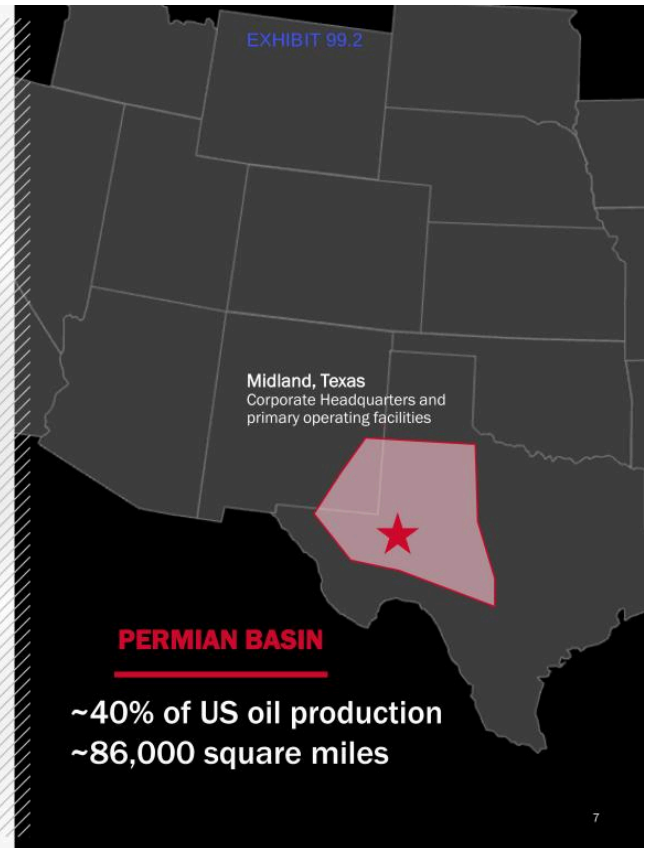 EXHIBIT 99.2
Midland, Texas
Corporate Headquarters and
primary operating facilities
PERMIAN BASIN
~40% of US oil production
~86,000 square miles
7